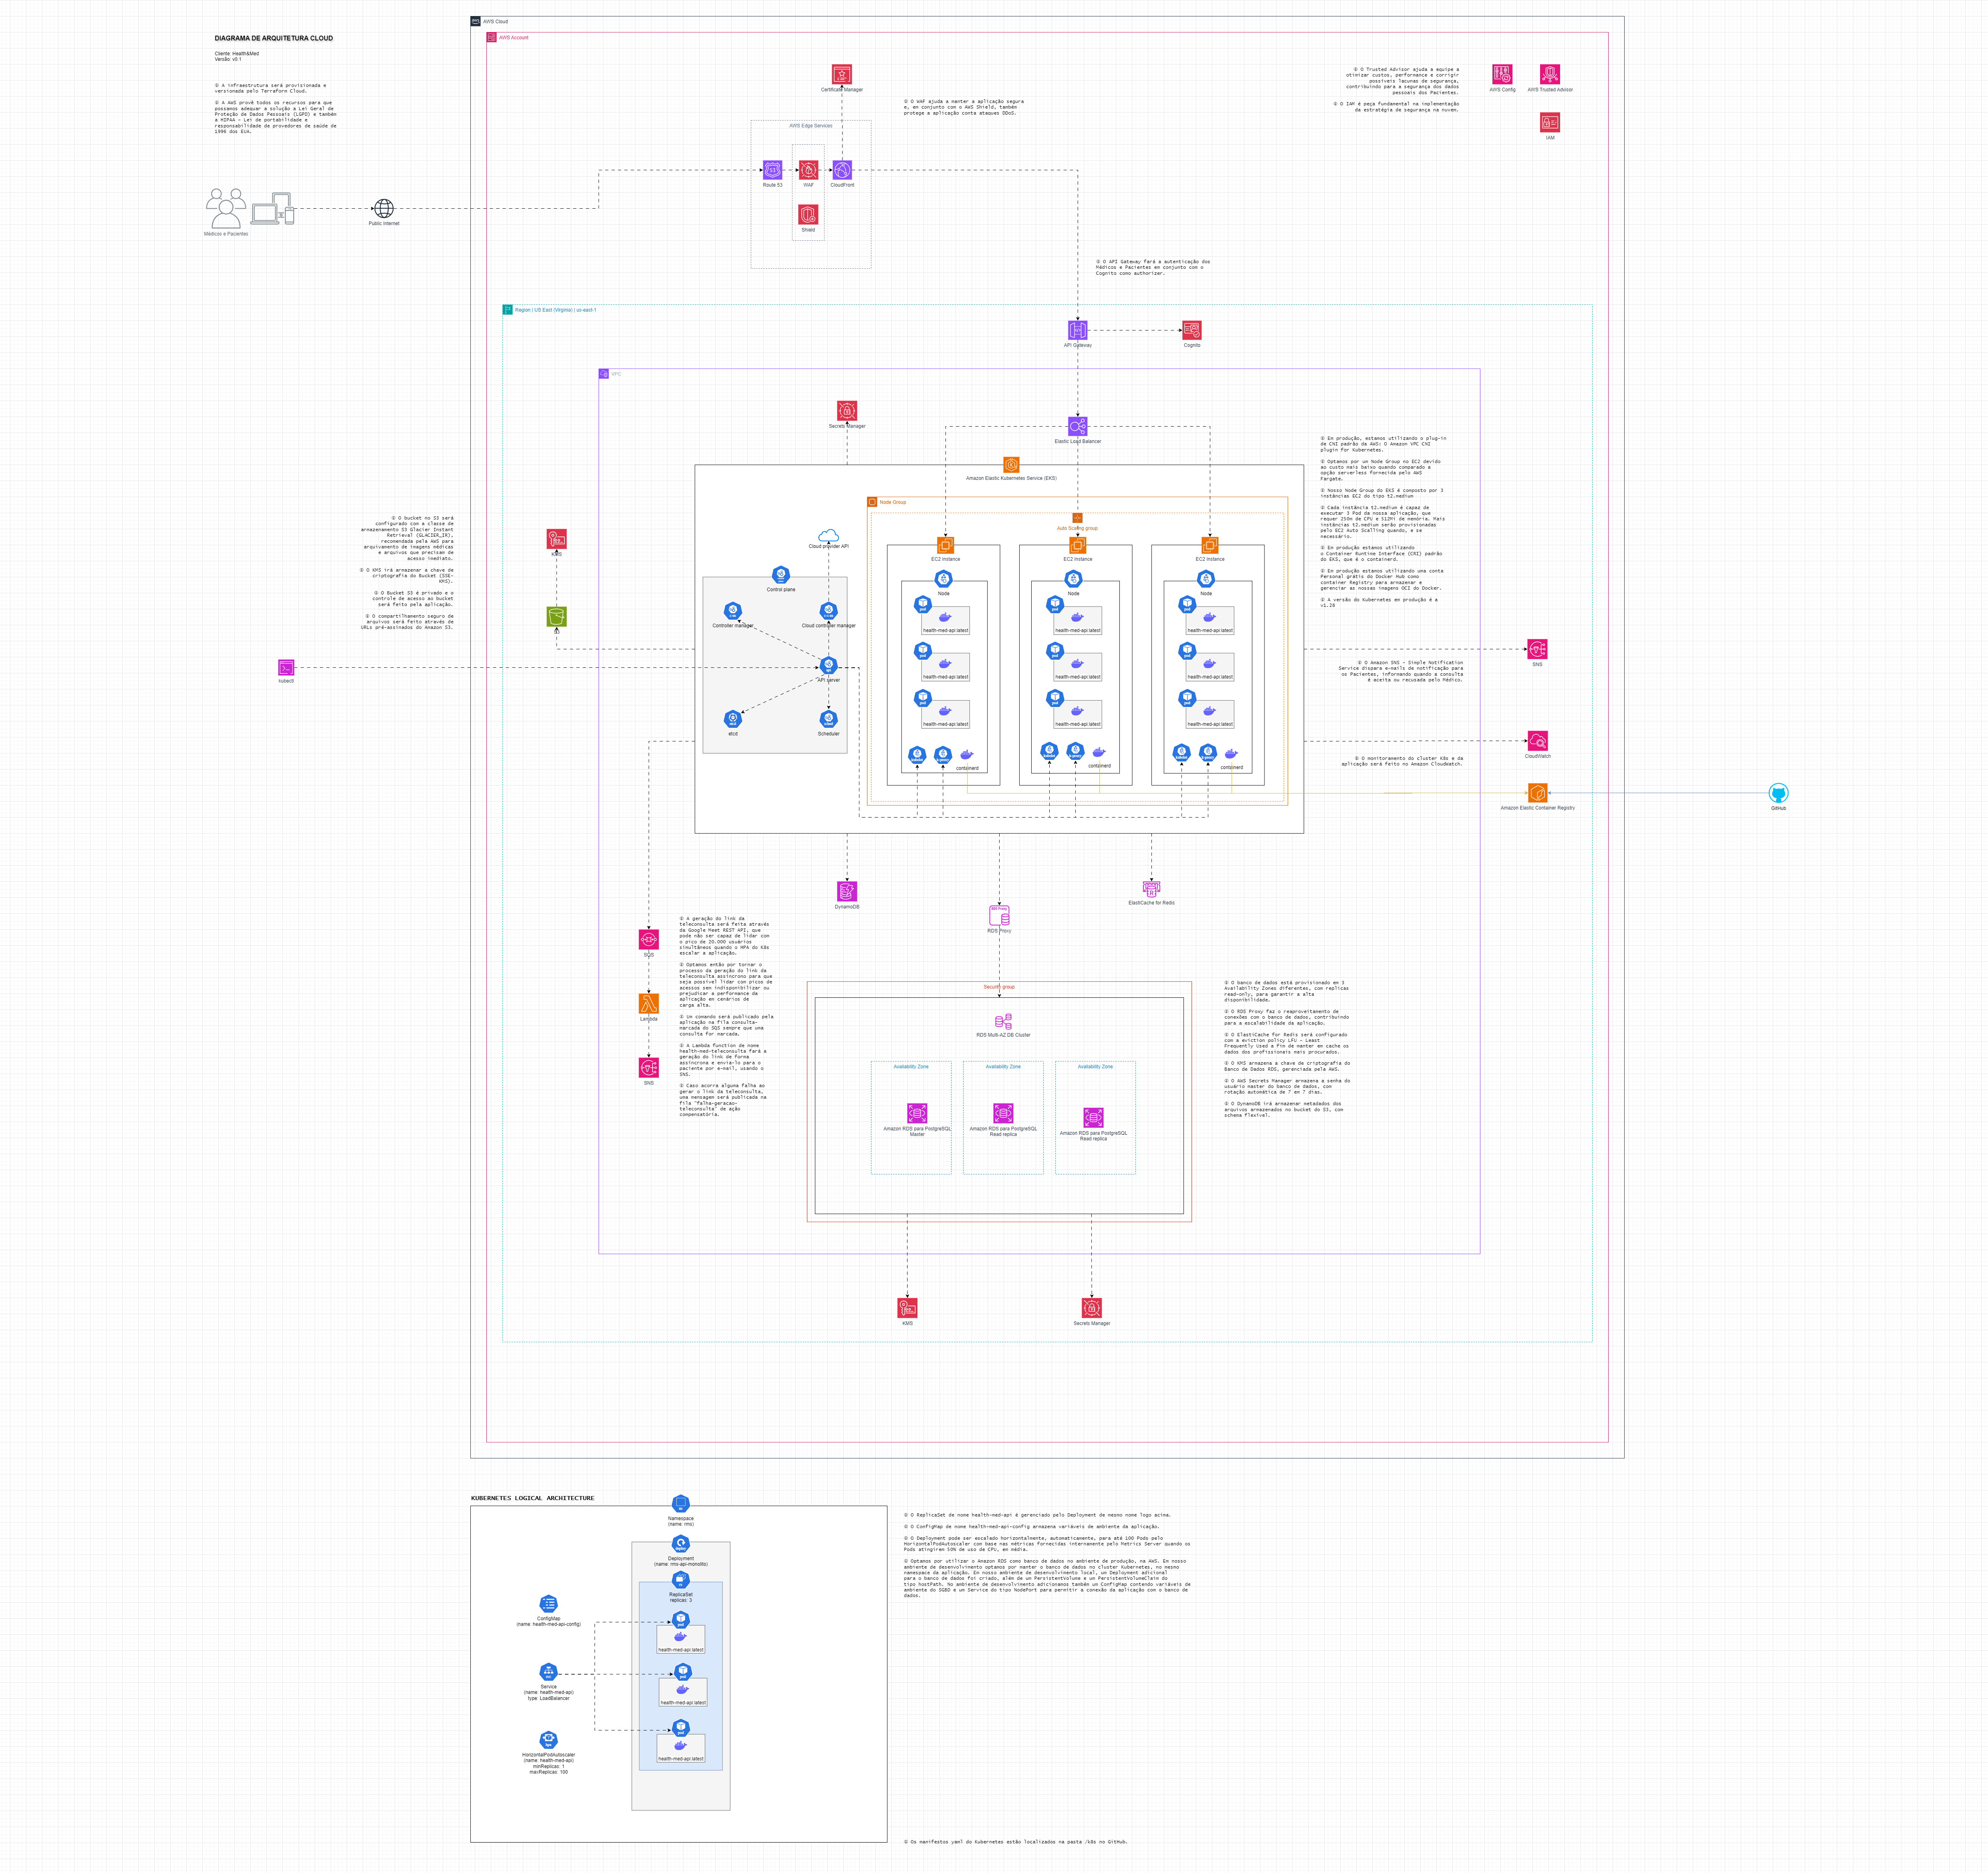 AWS Cloud
AWS Account
DIAGRAMA DE ARQUITETURA CLOUD
Cliente: Health&Med
Versão: v0.1
① A infraestrutura será provisionada e
versionada pelo Terraform Cloud.
② A AWS provê todos os recursos para que
possamos adequar a solução a Lei Geral de
Proteção de Dados Pessoais (LGPD) e também
a HIPAA - Lei de portabilidade e
responsabilidade de provedores de saúde de
1996 dos EUA.
Médicos e Pacientes
Public Internet
Certificate Manager
① O WAF ajuda a manter a aplicação segura
e, em conjunto com o AWS Shield, também
protege a aplicação conta ataques DDoS.
AWS Edge Services
Route 53
WAF
CloudFront
Shield
① O Trusted Advisor ajuda a equipe a
otimizar custos, performance e corrigir
possíveis lacunas de segurança,
contribuindo para a segurança dos dados
pessoais dos Pacientes.
② O IAM é peça fundamental na implementação
da estratégia de segurança na nuvem.
AWS Config
AWS Trusted Advisor
IAM
① O API Gateway fará a autenticação dos
Médicos e Pacientes em conjunto com o
Cognito como authorizer.
Region | US East (Virginia) | us-east-1
API Gateway
Cognito
VPC
Secrets Manager
Elastic Load Balancer
Amazon Elastic Kubernetes Service (EKS)
① Em produção, estamos utilizando o plug-in
de CNI padrão da AWS: O Amazon VPC CNI
plugin for Kubernetes.
② Optamos por um Node Group no EC2 devido
ao custo mais baixo quando comparado a
opção serverless fornecida pelo AWS
Fargate.
③ Nosso Node Group do EKS é composto por 3
instâncias EC2 do tipo t2.medium
④ Cada instância t2.medium é capaz de
executar 3 Pod da nossa aplicação, que
requer 250m de CPU e 512Mi de memória. Mais
instâncias t2.medium serão provisionadas
pelo EC2 Auto Scalling quando, e se
necessário.
⑤ Em produção estamos utilizando
o Container Runtime Interface (CRI) padrão
do EKS, que é o containerd.
⑥ Em produção estamos utilizando uma conta
Personal grátis do Docker Hub como
container Registry para armazenar e
gerenciar as nossas imagens OCI do Docker.
⑦ A versão do Kubernetes em produção é a
v1.28
Node Group
Auto Scaling group
① O bucket no S3 será
configurado com a classe de
armazenamento S3 Glacier Instant
Retrieval (GLACIER_IR),
recomendada pela AWS para
arquivamento de imagens médicas
e arquivos que precisam de
acesso imediato.
② O KMS irá armazenar a chave de
criptografia do Bucket (SSE-
KMS).
③ O Bucket S3 é privado e o
controle de acesso ao bucket
será feito pela aplicação.
④ O compartilhamento seguro de
arquivos será feito através de
URLs pré-assinados do Amazon S3.
KMS
S3
kubectl
Cloud provider API
Control plane
Controller manager
Cloud controller manager
API server
etcd
Scheduler
EC2 Instance
Node
pod
health-med-api:latest
pod
health-med-api:latest
pod
health-med-api:latest
containerd
EC2 Instance
Node
pod
health-med-api:latest
pod
health-med-api:latest
pod
health-med-api:latest
containerd
EC2 Instance
Node
pod
health-med-api:latest
pod
health-med-api:latest
pod
health-med-api:latest
containerd
SNS
① O Amazon SNS - Simple Notification
Service dispara e-mails de notificação para
os Pacientes, informando quando a consulta
é aceita ou recusada pelo Médico.
CloudWatch
① O monitoramento do cluster K8s e da
aplicação será feito no Amazon CloudWatch.
Amazon Elastic Container Registry
GitHub
DynamoDB
RDS Proxy
ElastiCache for Redis
SQS
Lambda
SNS
① A geração do link da
teleconsulta será feita através
da Google Meet REST API, que
pode não ser capaz de lidar com
o pico de 20.000 usuários
simultâneos quando o HPA do K8s
escalar a aplicação.
② Optamos então por tornar o
processo da geração do link da
teleconsulta assíncrono para que
seja possível lidar com picos de
acessos sem indisponibilizar ou
prejudicar a performance da
aplicação em cenários de
carga alta.
③ Um comando será publicado pela
aplicação na fila consulta-
marcada do SQS sempre que uma
consulta for marcada.
④ A Lambda function de nome
health-med-teleconsulta fará a
geração do link de forma
assíncrona e enviá-lo para o
paciente por e-mail, usando o
SNS.
⑤ Caso ocorra alguma falha ao
gerar o link da teleconsulta,
uma mensagem será publicada na
fila "falha-geracao-
teleconsulta" de ação
compensatória.
Security group
RDS Multi-AZ DB Cluster
Availability Zone
Availability Zone
Availability Zone
Amazon RDS para PostgreSQL
Master
Amazon RDS para PostgreSQL
Read replica
Amazon RDS para PostgreSQL
Read replica
① O banco de dados está provisionado em 3
Availability Zones diferentes, com replicas
read-only, para garantir a alta
disponibilidade.
② O RDS Proxy faz o reaproveitamento de
conexões com o banco de dados, contribuindo
para a escalabilidade da aplicação.
③ O ElastiCache for Redis será configurado
com a eviction policy LFU - Least
Frequently Used a fim de manter em cache os
dados dos profissionais mais procurados.
④ O KMS armazena a chave de criptografia do
Banco de Dados RDS, gerenciada pela AWS.
⑤ O AWS Secrets Manager armazena a senha do
usuário master do banco de dados, com
rotação automática de 7 em 7 dias.
⑥ O DynamoDB irá armazenar metadados dos
arquivos armazenados no bucket do S3, com
schema flexível.
KMS
Secrets Manager
KUBERNETES LOGICAL ARCHITECTURE
Namespace
(name: rms)
Deployment
(name: rms-api-monolito)
ReplicaSet
replicas: 3
pod
health-med-api:latest
pod
health-med-api:latest
pod
health-med-api:latest
ConfigMap
(name: health-med-api-config)
Service
(name: health-med-api)
type: LoadBalancer
HorizontalPodAutoscaler
(name: health-med-api)
minReplicas: 1
maxReplicas: 100
① O ReplicaSet de nome health-med-api é gerenciado pelo Deployment de mesmo nome logo acima.
② O ConfigMap de nome health-med-api-config armazena variáveis de ambiente da aplicação.
③ O Deployment pode ser escalado horizontalmente, automaticamente, para até 100 Pods pelo
HorizontalPodAutoscaler com base nas métricas fornecidas internamente pelo Metrics Server quando os
Pods atingirem 50% de uso de CPU, em média.
④ Optamos por utilizar o Amazon RDS como banco de dados no ambiente de produção, na AWS. Em nosso
ambiente de desenvolvimento optamos por manter o banco de dados no cluster Kubernetes, no mesmo
namespace da aplicação. Em nosso ambiente de desenvolvimento local, um Deployment adicional
para o banco de dados foi criado, além de um PersistentVolume e um PersistentVolumeClaim do
tipo hostPath. No ambiente de desenvolvimento adicionamos também um ConfigMap contendo variáveis de
ambiente do SGBD e um Service do tipo NodePort para permitir a conexão da aplicação com o banco de
dados.
① Os manifestos yaml do Kubernetes estão localizados na pasta /k8s no GitHub.